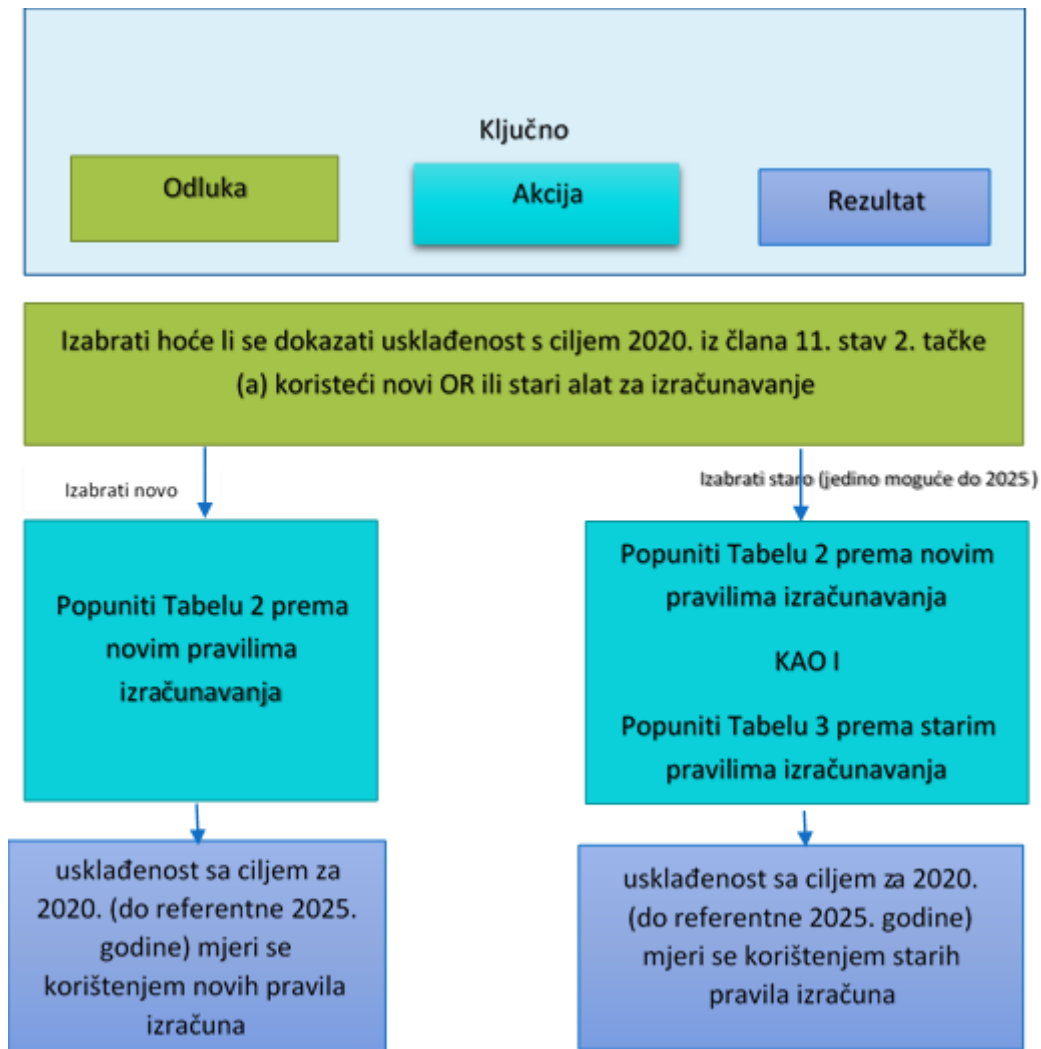 Ključno
Odluka
Akcija
Rezultat
Izabrati hoće li se dokazati usklađenost s ciljem 2020. iz člana 11. stav 2. tačke
(a) koristeći novi OR ili stari alat za izračunavanje
Izabrati novo
Izabrati staro (jedino moguće do 2025)
Popuniti Tabelu 2 prema
novim pravilima
izračunavanja
Popuniti Tabelu 2 prema novim
pravilima izračunavanja
KAO I
Popuniti Tabelu 3 prema starim
pravilima izračunavanja
usklađenost sa ciljem za
2020. (do referentne 2025.
godine) mjeri se
korištenjem novih pravila
izračuna
usklađenost sa ciljem za 2020.
(do referentne 2025. godine)
mjeri se korištenjem starih
pravila izračuna